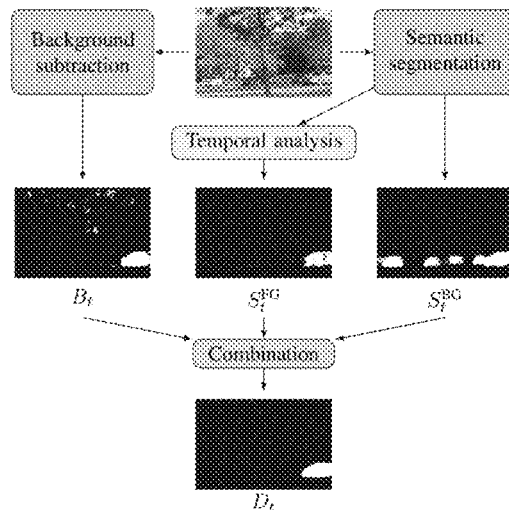 Background
subtraction
Semantic
segmentation
Temporal analysis
B_t
S_t^FG
S_t^BG
Combination
D_t